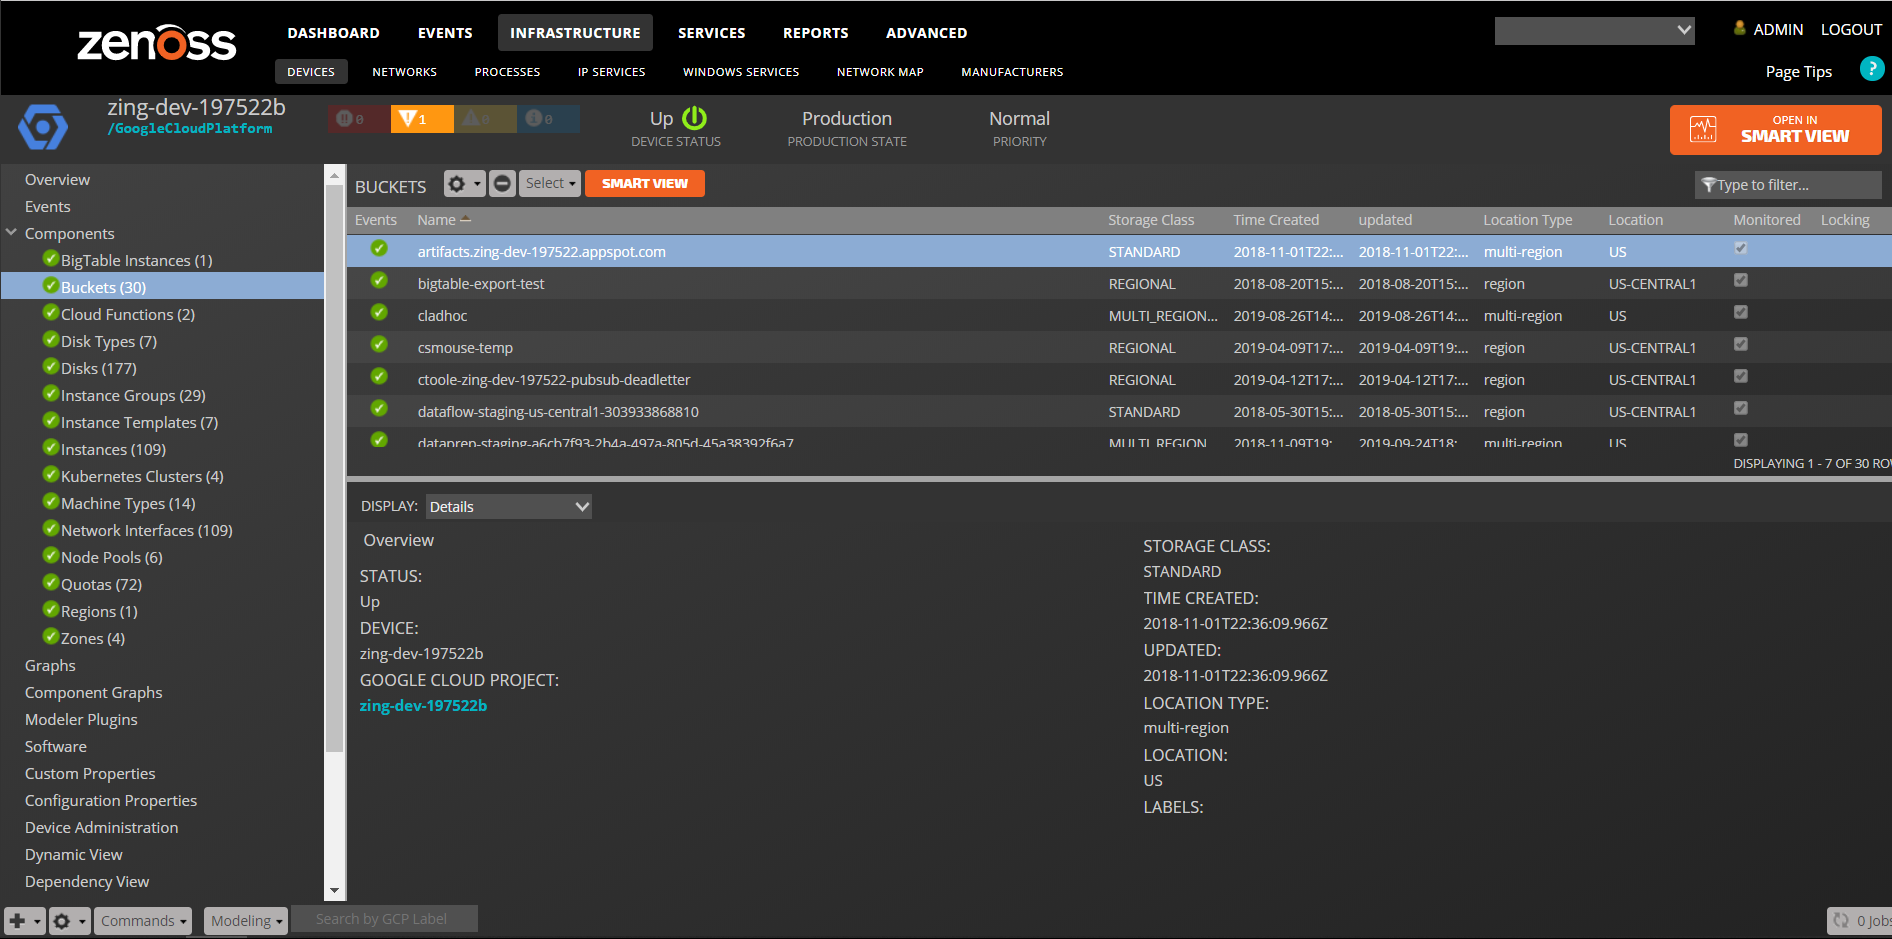 zenoss
DASHBOARD EVENTS INFRASTRUCTURE SERVICES REPORTS ADVANCED
ADMIN LOGOUT
DEVICES NETWORKS PROCESSES IP SERVICES WINDOWS SERVICES NETWORK MAP MANUFACTURERS
Page Tips ?
zing-dev-197522b
/GoogleCloudPlatform
0 1 0 0
Up
DEVICE STATUS
Production
PRODUCTION STATE
Normal
PRIORITY
OPEN IN
SMART VIEW
Overview
Events
Components
BigTable Instances (1)
Buckets (30)
Cloud Functions (2)
Disk Types (7)
Disks (177)
Instance Groups (29)
Instance Templates (7)
Instances (109)
Kubernetes Clusters (4)
Machine Types (14)
Network Interfaces (109)
Node Pools (6)
Quotas (72)
Regions (1)
Zones (4)
Graphs
Component Graphs
Modeler Plugins
Software
Custom Properties
Configuration Properties
Device Administration
Dynamic View
Dependency View
BUCKETS Select SMART VIEW Type to filter...
Events Name Storage Class Time Created updated Location Type Location Monitored Locking
artifacts.zing-dev-197522.appspot.com STANDARD 2018-11-01T22:... 2018-11-01T22:... multi-region US
bigtable-export-test REGIONAL 2018-08-20T15:... 2018-08-20T15:... region US-CENTRAL1
cladhoc MULTI_REGION... 2019-08-26T14:... 2019-08-26T14:... multi-region US
csmouse-temp REGIONAL 2019-04-09T17:... 2019-04-09T19:... region US-CENTRAL1
ctoole-zing-dev-197522-pubsub-deadletter REGIONAL 2019-04-12T17:... 2019-04-12T17:... region US-CENTRAL1
dataflow-staging-us-central1-303933868810 STANDARD 2018-05-30T15:... 2018-05-30T15:... region US-CENTRAL1
dataprep-staging-a6cb7f93-2b4a-497a-805d-45a38392f6a7 MULTI_REGION 2018-11-09T19: 2019-09-24T18: multi-region US
DISPLAYING 1 - 7 OF 30 RO
DISPLAY: Details
Overview
STATUS:
Up
DEVICE:
zing-dev-197522b
GOOGLE CLOUD PROJECT:
zing-dev-197522b
STORAGE CLASS:
STANDARD
TIME CREATED:
2018-11-01T22:36:09.966Z
UPDATED:
2018-11-01T22:36:09.966Z
LOCATION TYPE:
multi-region
LOCATION:
US
LABELS:
Commands Modeling Search by GCP Label 0 Jobs